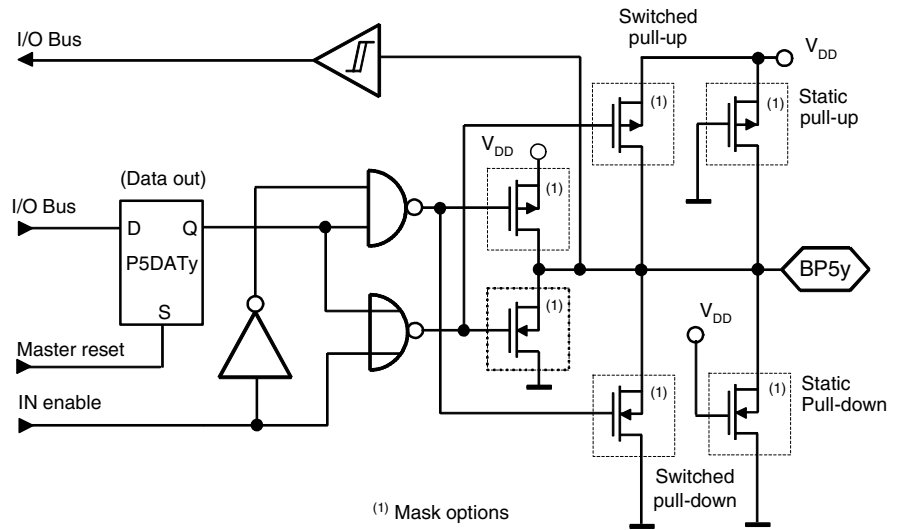 Switched
pull-up
I/O Bus
V_DD
(1)
(1)
Static
pull-up
V_DD
(1)
(Data out)
I/O Bus
D
Q
P5DATy
S
BP5y
(1)
V_DD
Master reset
IN enable
(1)
(1)
Static
Pull-down
Switched
pull-down
(1) Mask options